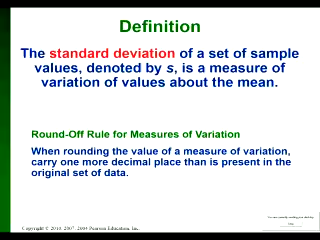 Definition
The standard deviation of a set of sample
values, denoted by s, is a measure of
variation of values about the mean.
Round-Off Rule for Measures of Variation
When rounding the value of a measure of variation,
carry one more decimal place than is present in the
original set of data.
Copyright © 2010, 2007, 2004 Pearson Education, Inc.